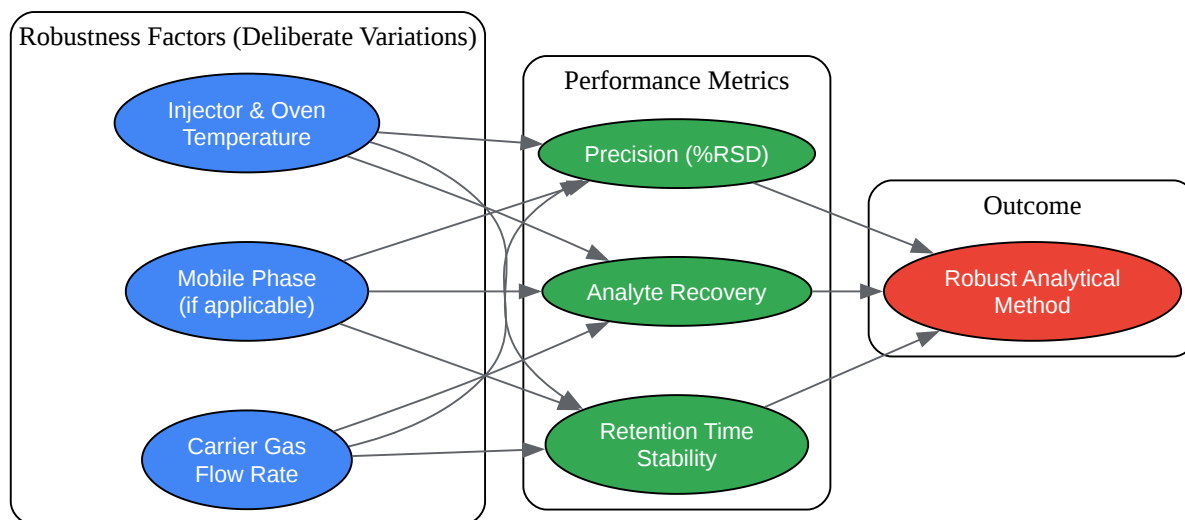 Robustness Factors (Deliberate Variations)
Injector & Oven
Temperature
Mobile Phase
(if applicable)
Carrier Gas
Flow Rate
Performance Metrics
Precision (%RSD)
Analyte Recovery
Retention Time
Stability
Outcome
Robust Analytical
Method